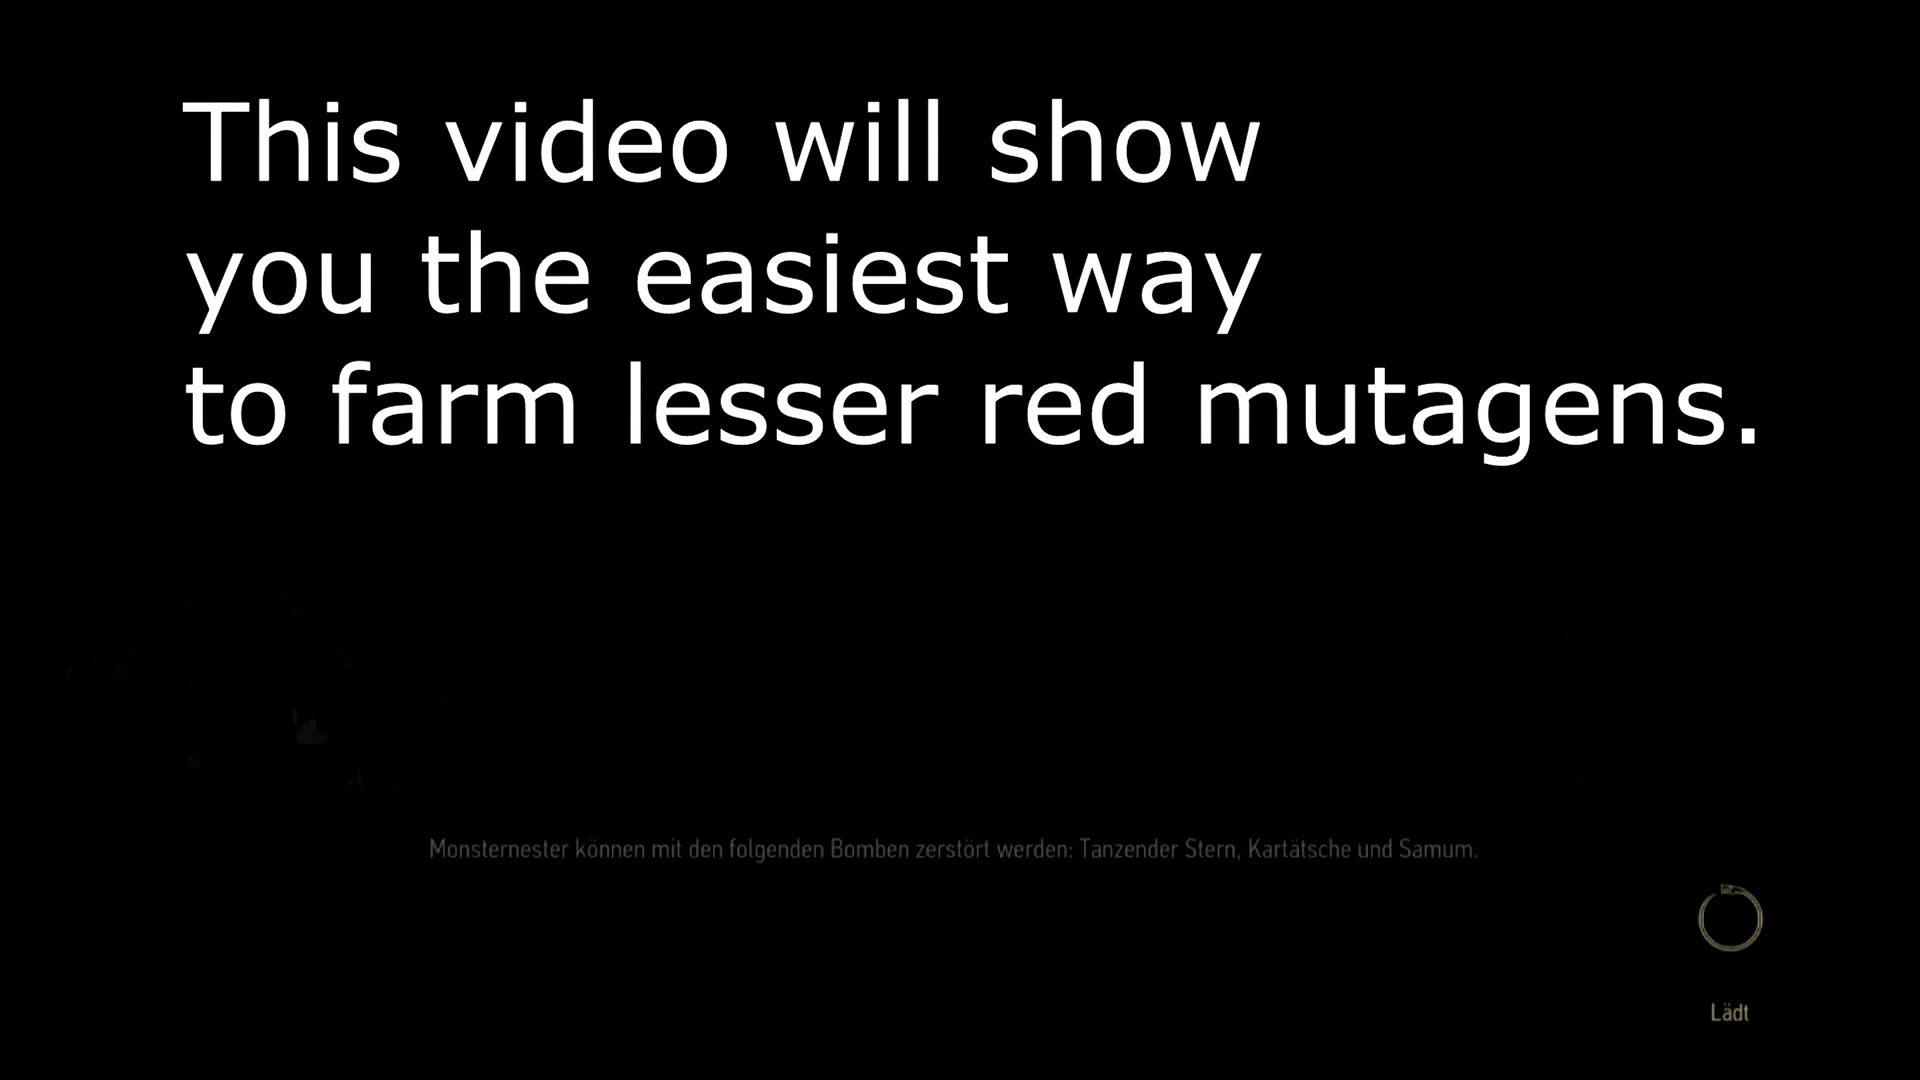 This video will show
you the easiest way
to farm lesser red mutagens.
Monsternester können mit den folgenden Bomben zerstört werden: Tanzender Stern, Kartätsche und Samum.
Lädt